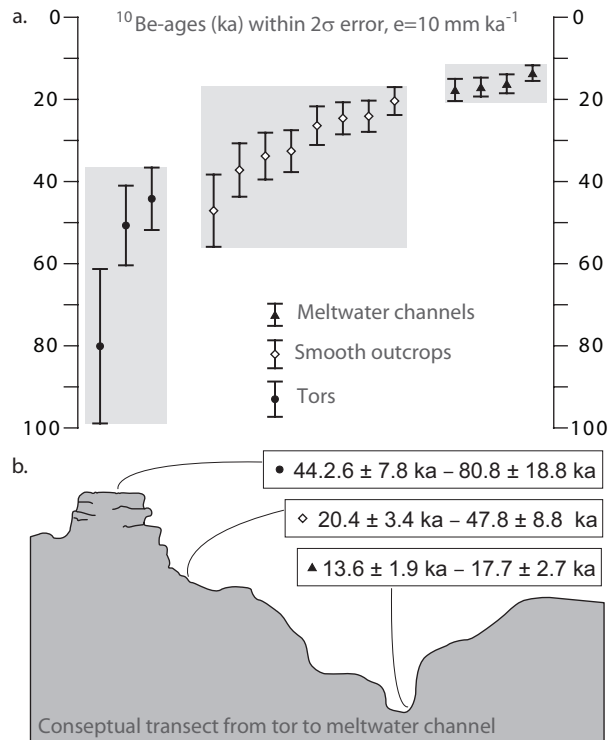 a.
¹⁰Be-ages (ka) within 2σ error, e=10 mm ka⁻¹
0
20
40
60
80
100
0
20
40
60
80
100
Meltwater channels
Smooth outcrops
Tors
b.
44.2.6 ± 7.8 ka – 80.8 ± 18.8 ka
20.4 ± 3.4 ka – 47.8 ± 8.8 ka
13.6 ± 1.9 ka – 17.7 ± 2.7 ka
Conseptual transect from tor to meltwater channel